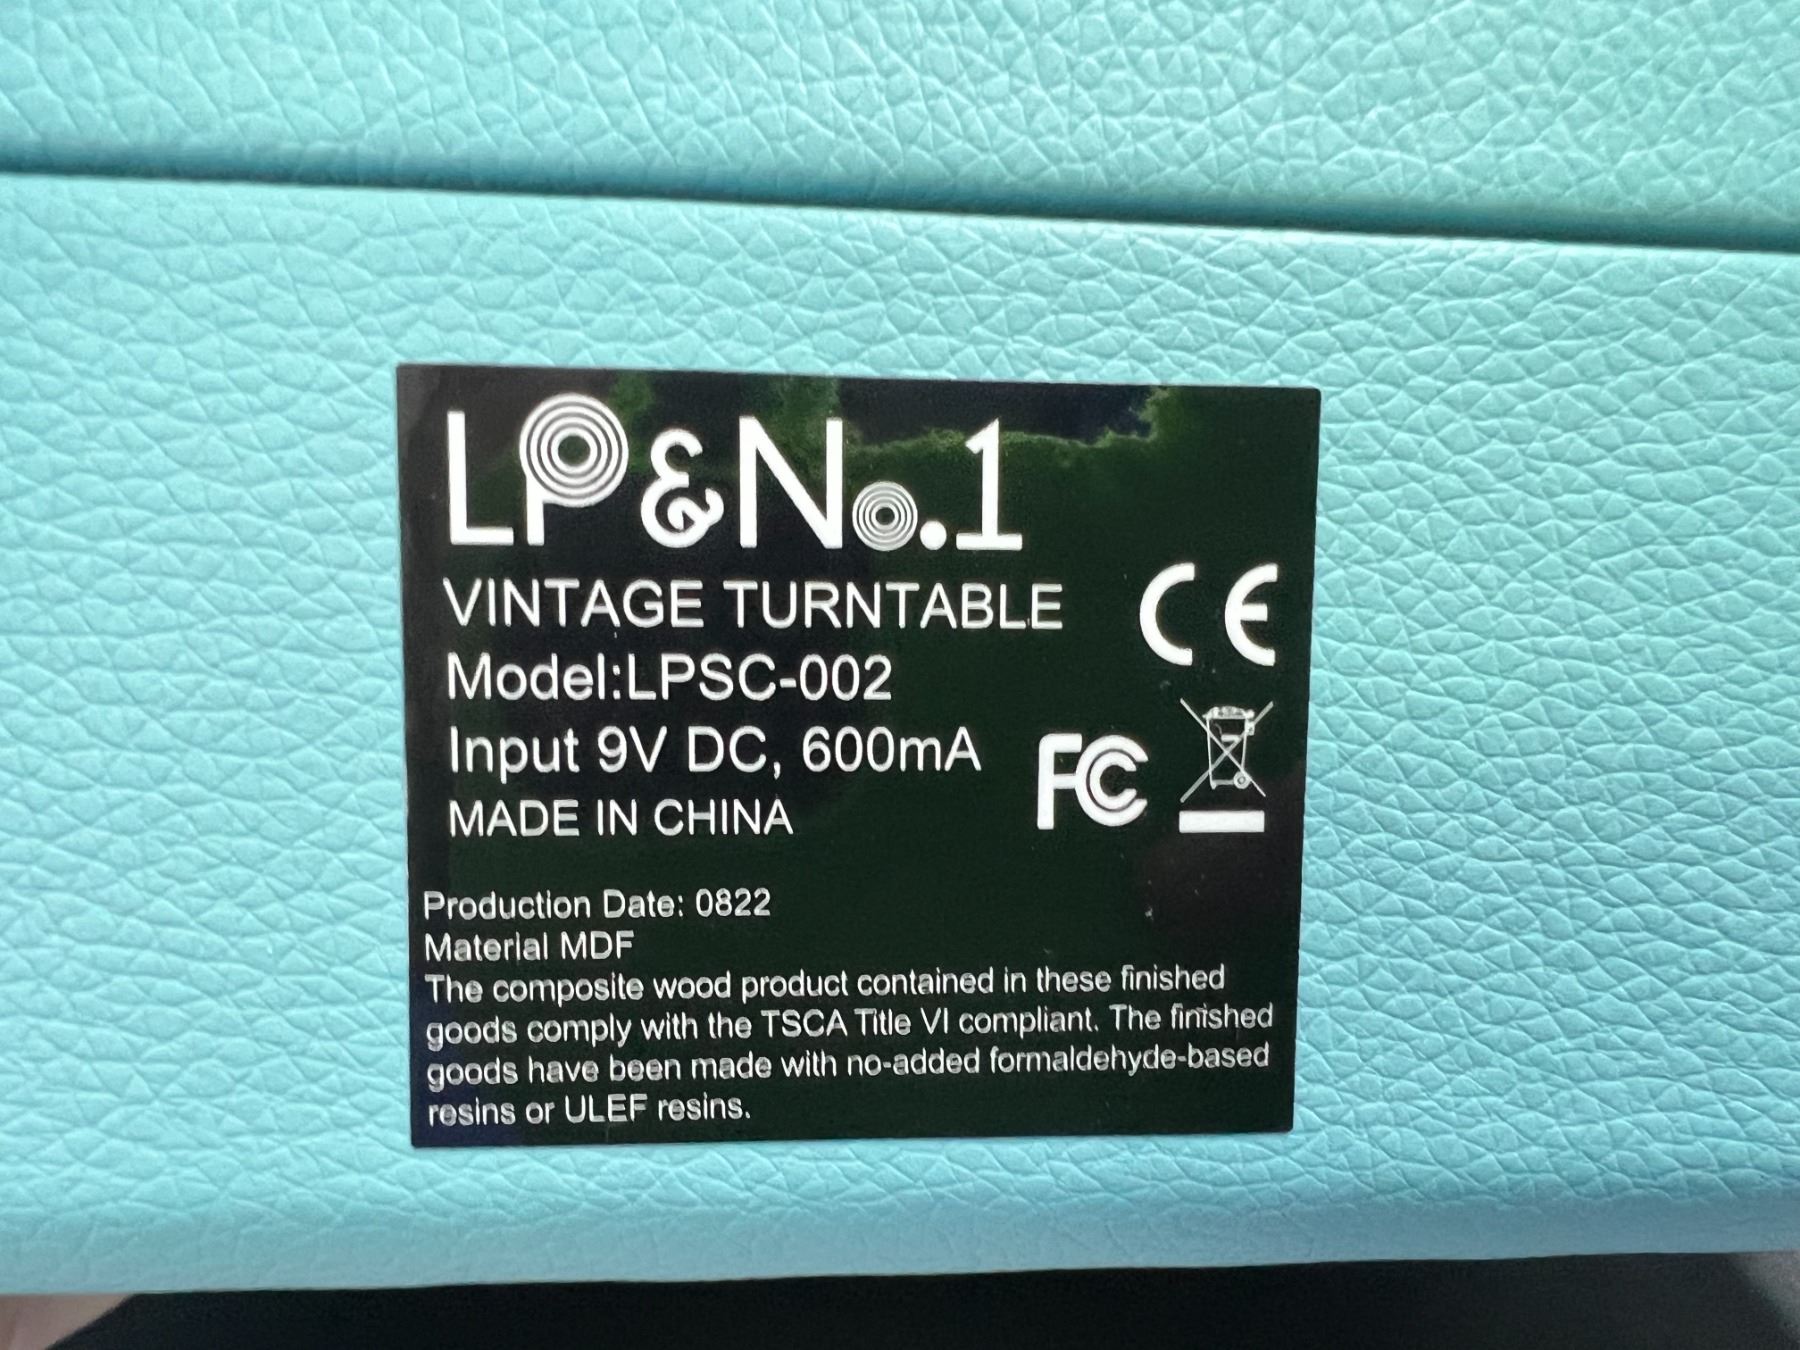 LP&No.1
VINTAGE TURNTABLE
Model:LPSC-002
Input 9V DC, 600mA
MADE IN CHINA
CE
FC
Production Date: 0822
Material MDF
The composite wood product contained in these finished
goods comply with the TSCA Title VI compliant. The finished
goods have been made with no-added formaldehyde-based
resins or ULEF resins.